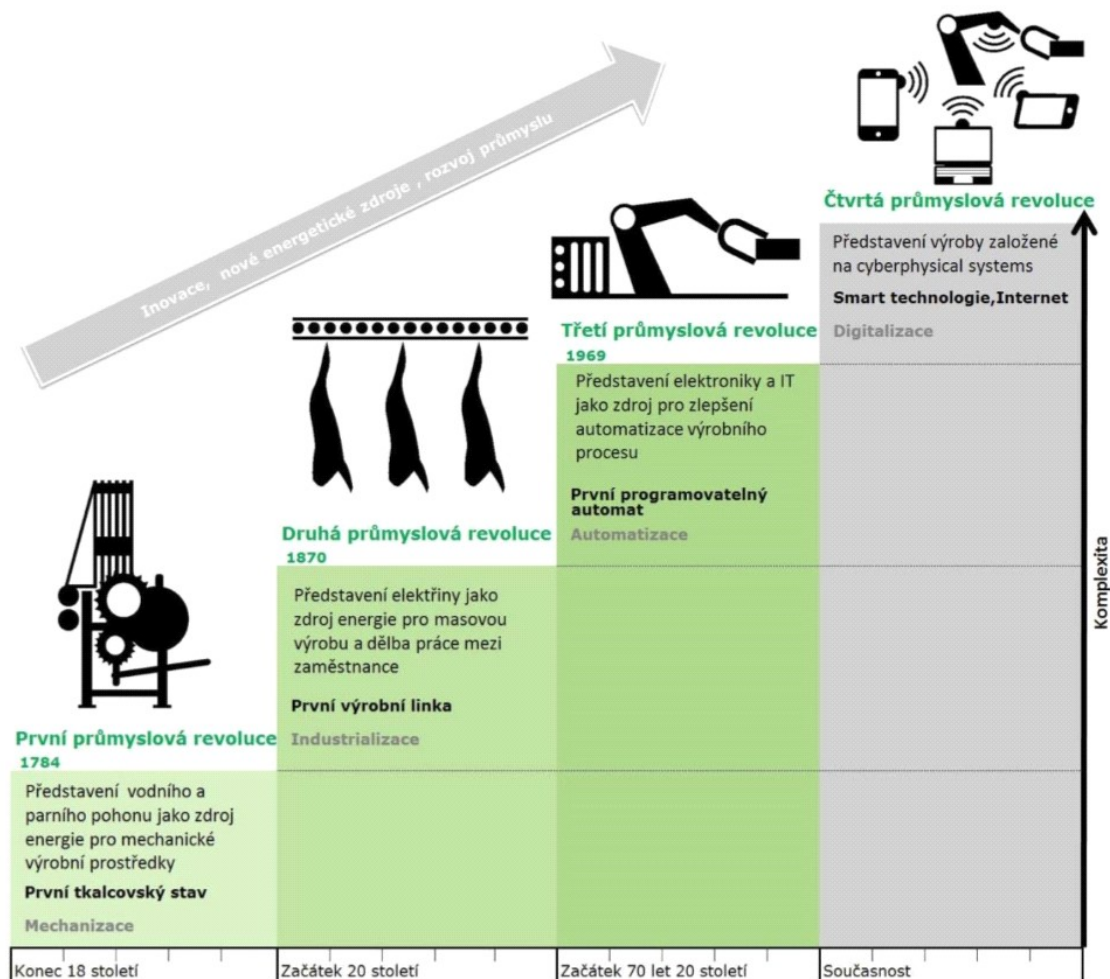 Inovace, nové energetické zdroje , rozvoj průmyslu
Čtvrtá průmyslová revoluce
Představení výroby založené
na cyberphysical systems
Smart technologie,Internet
Digitalizace
Třetí průmyslová revoluce
1969
Představení elektroniky a IT
jako zdroj pro zlepšení
automatizace výrobního
procesu
První programovatelný
automat
Automatizace
Druhá průmyslová revoluce
1870
Představení elektřiny jako
zdroj energie pro masovou
výrobu a dělba práce mezi
zaměstnance
První výrobní linka
Industrializace
První průmyslová revoluce
1784
Představení vodního a
parního pohonu jako zdroj
energie pro mechanické
výrobní prostředky
První tkalcovský stav
Mechanizace
Komplexita
Konec 18 století
Začátek 20 století
Začátek 70 let 20 století
Současnost